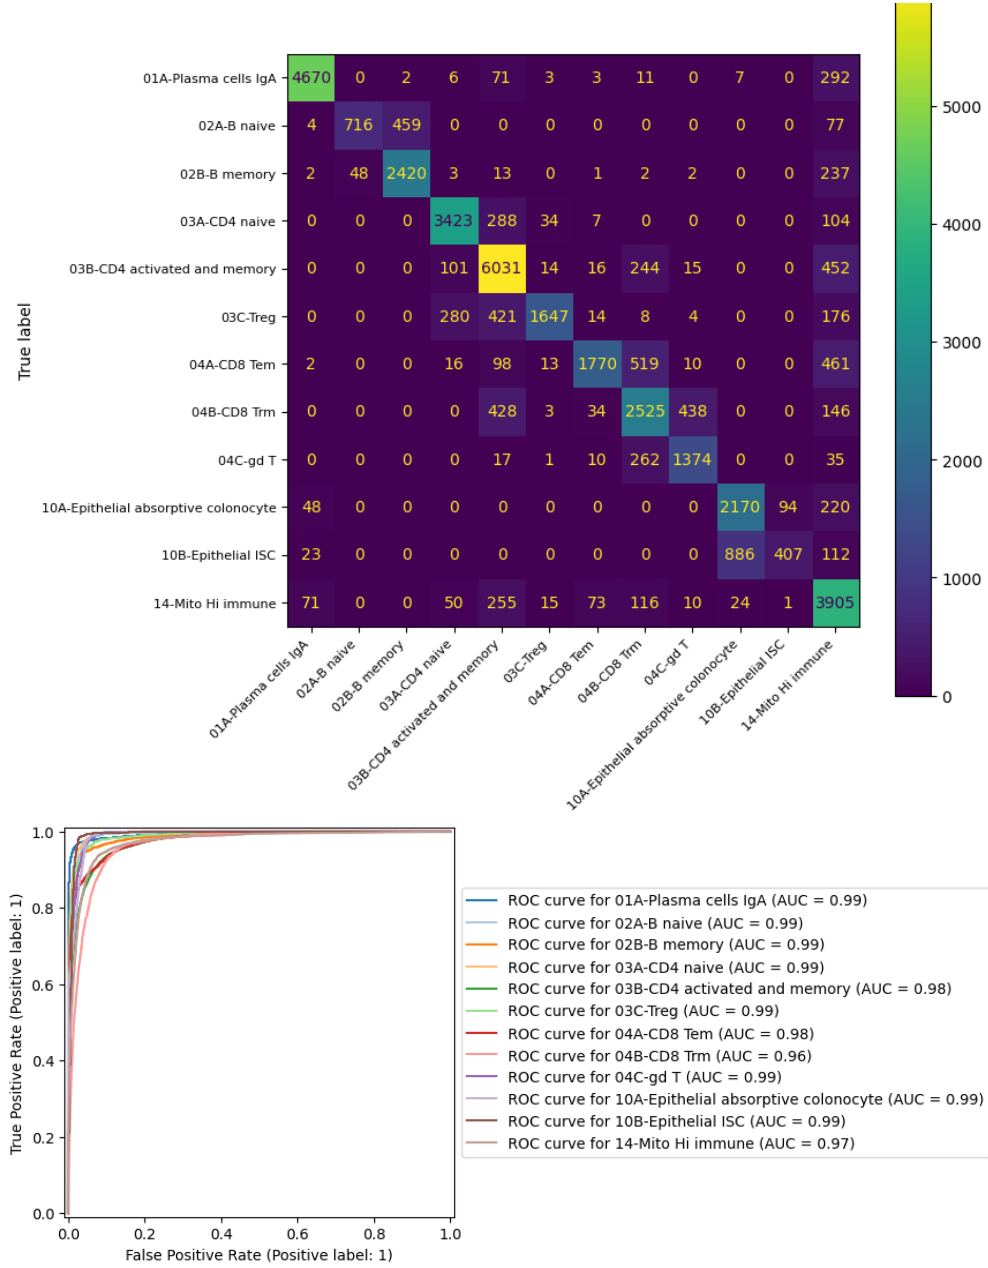 01A-Plasma cells IgA 4670 0 2 6 71 3 3 11 0 7 0 292
02A-B naive 4 716 459 0 0 0 0 0 0 0 0 77
02B-B memory 2 48 2420 3 13 0 1 2 2 0 0 237
03A-CD4 naive 0 0 0 3423 288 34 7 0 0 0 0 104
03B-CD4 activated and memory 0 0 0 101 6031 14 16 244 15 0 0 452
03C-Treg 0 0 0 280 421 1647 14 8 4 0 0 176
04A-CD8 Tem 2 0 0 16 98 13 1770 519 10 0 0 461
04B-CD8 Trm 0 0 0 0 428 3 34 2525 438 0 0 146
04C-gd T 0 0 0 0 17 1 10 262 1374 0 0 35
10A-Epithelial absorptive colonocyte 48 0 0 0 0 0 0 0 0 2170 94 220
10B-Epithelial ISC 23 0 0 0 0 0 0 0 0 886 407 112
14-Mito Hi immune 71 0 0 50 255 15 73 116 10 24 1 3905
True label
01A-Plasma cells IgA
02A-B naive
02B-B memory
03A-CD4 naive
03B-CD4 activated and memory
03C-Treg
04A-CD8 Tem
04B-CD8 Trm
04C-gd T
10A-Epithelial absorptive colonocyte
10B-Epithelial ISC
14-Mito Hi immune
5000
4000
3000
2000
1000
0
1.0
0.8
0.6
0.4
0.2
0.0
True Positive Rate (Positive label: 1)
0.0 0.2 0.4 0.6 0.8 1.0
False Positive Rate (Positive label: 1)
ROC curve for 01A-Plasma cells IgA (AUC = 0.99)
ROC curve for 02A-B naive (AUC = 0.99)
ROC curve for 02B-B memory (AUC = 0.99)
ROC curve for 03A-CD4 naive (AUC = 0.99)
ROC curve for 03B-CD4 activated and memory (AUC = 0.98)
ROC curve for 03C-Treg (AUC = 0.99)
ROC curve for 04A-CD8 Tem (AUC = 0.98)
ROC curve for 04B-CD8 Trm (AUC = 0.96)
ROC curve for 04C-gd T (AUC = 0.99)
ROC curve for 10A-Epithelial absorptive colonocyte (AUC = 0.99)
ROC curve for 10B-Epithelial ISC (AUC = 0.99)
ROC curve for 14-Mito Hi immune (AUC = 0.97)